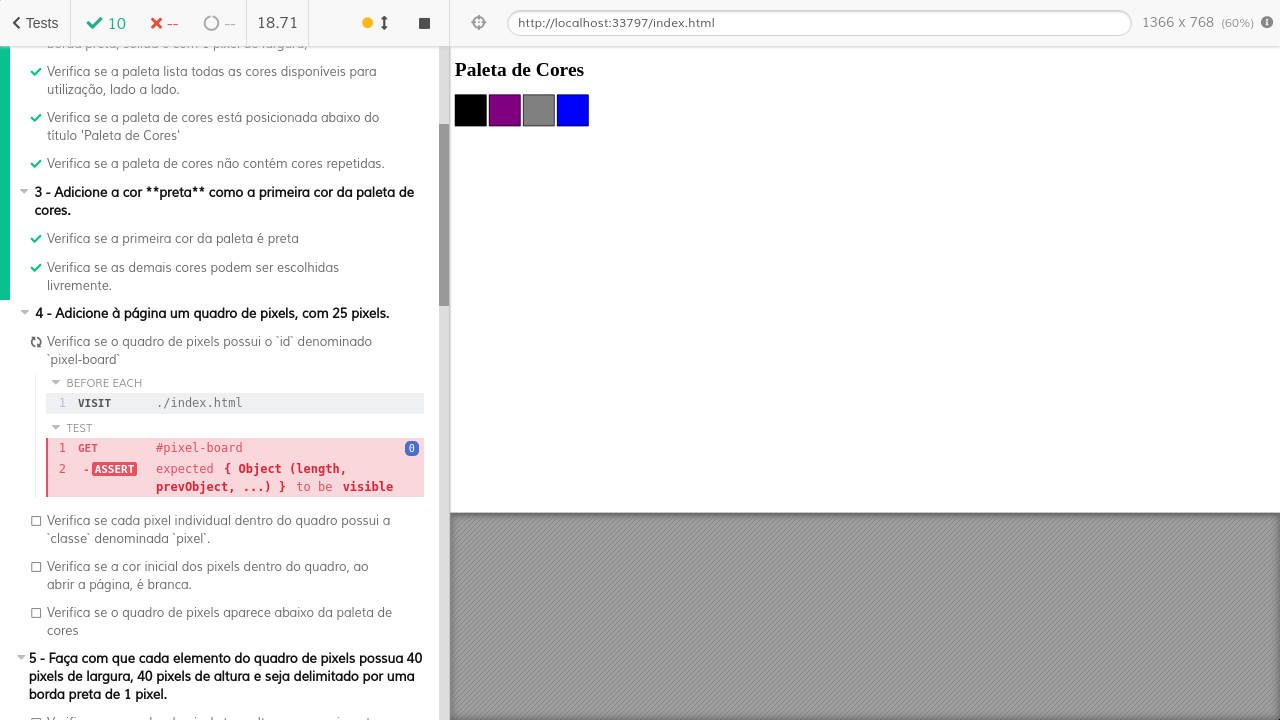 Tests
10
--
--
18.71
http://localhost:33797/index.html
1366 x 768 (60%)
borda preta, sólida e com 1 pixel de largura;
Verifica se a paleta lista todas as cores disponíveis para
utilização, lado a lado.
Verifica se a paleta de cores está posicionada abaixo do
título 'Paleta de Cores'
Verifica se a paleta de cores não contém cores repetidas.
3 - Adicione a cor **preta** como a primeira cor da paleta de
cores.
Verifica se a primeira cor da paleta é preta
Verifica se as demais cores podem ser escolhidas
livremente.
4 - Adicione à página um quadro de pixels, com 25 pixels.
Verifica se o quadro de pixels possui o `id` denominado
`pixel-board`
BEFORE EACH
1 VISIT ./index.html
TEST
1 GET #pixel-board 0
2 -ASSERT expected { Object (length,
prevObject, ...) } to be visible
Verifica se cada pixel individual dentro do quadro possui a
`classe` denominada `pixel`.
Verifica se a cor inicial dos pixels dentro do quadro, ao
abrir a página, é branca.
Verifica se o quadro de pixels aparece abaixo da paleta de
cores
5 - Faça com que cada elemento do quadro de pixels possua 40
pixels de largura, 40 pixels de altura e seja delimitado por uma
borda preta de 1 pixel.
Paleta de Cores